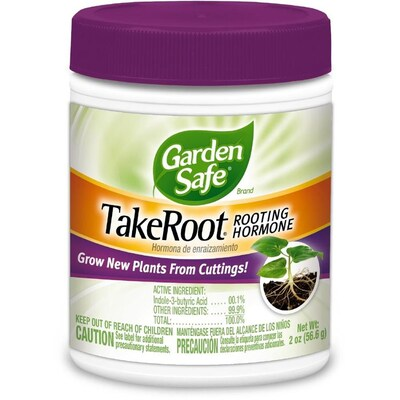 Garden
Safe®
Brand
TakeRoot® ROOTING
HORMONE
Hormona de enraizamiento
Grow New Plants From Cuttings!
ACTIVE INGREDIENT:
Indole-3-butyric Acid ..... 00.1%
OTHER INGREDIENTS: 99.9%
TOTAL: 100.0%
KEEP OUT OF REACH OF CHILDREN
CAUTION See label for additional
precautionary statements.
MANTÉNGASE FUERA DEL ALCANCE DE LOS NIÑOS
PRECAUCIÓN Consulte la etiqueta para conocer las
declaraciones preventivas adicionales.
Net Wt:
2 oz (56.6g)